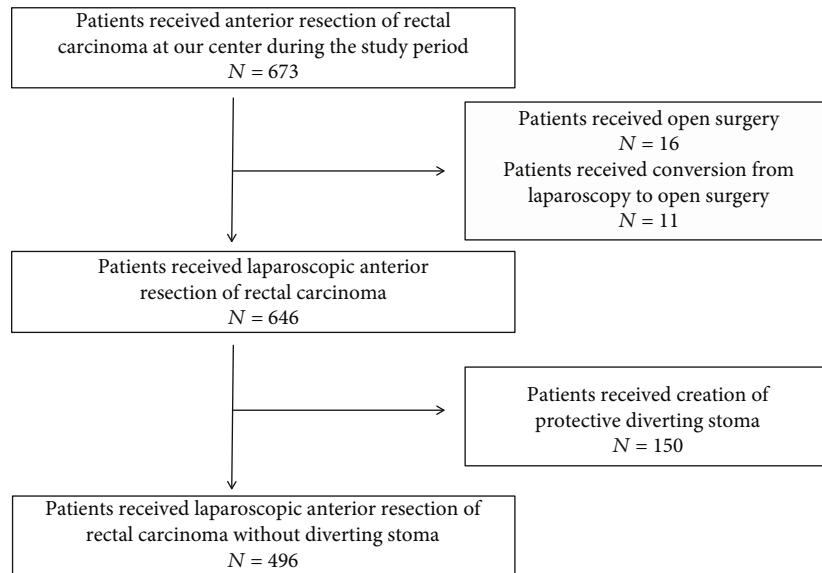 Patients received anterior resection of rectal
carcinoma at our center during the study period
N = 673
Patients received open surgery
N = 16
Patients received conversion from
laparoscopy to open surgery
N = 11
Patients received laparoscopic anterior
resection of rectal carcinoma
N = 646
Patients received creation of
protective diverting stoma
N = 150
Patients received laparoscopic anterior resection of
rectal carcinoma without diverting stoma
N = 496